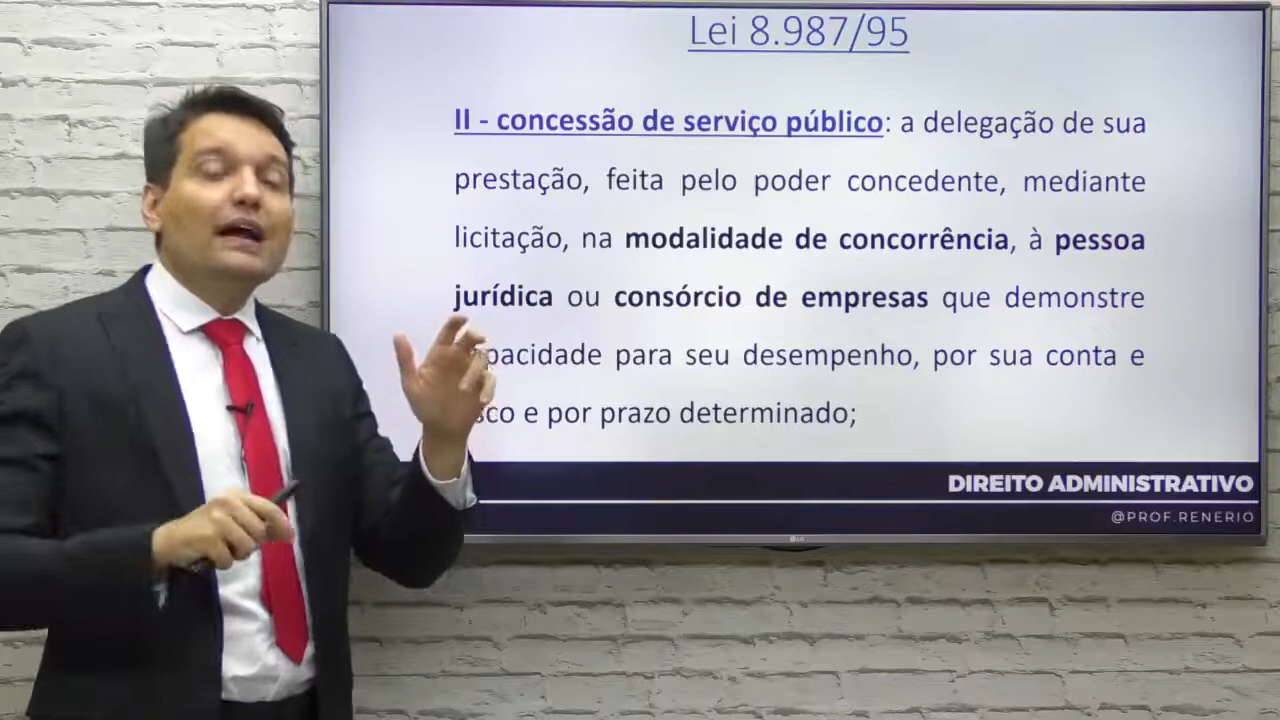 Lei 8.987/95
II - concessão de serviço público: a delegação de sua
prestação, feita pelo poder concedente, mediante
licitação, na modalidade de concorrência, à pessoa
jurídica ou consórcio de empresas que demonstre
pacidade para seu desempenho, por sua conta e
sco e por prazo determinado;
DIREITO ADMINISTRATIVO
@PROF.RENERIO
LG